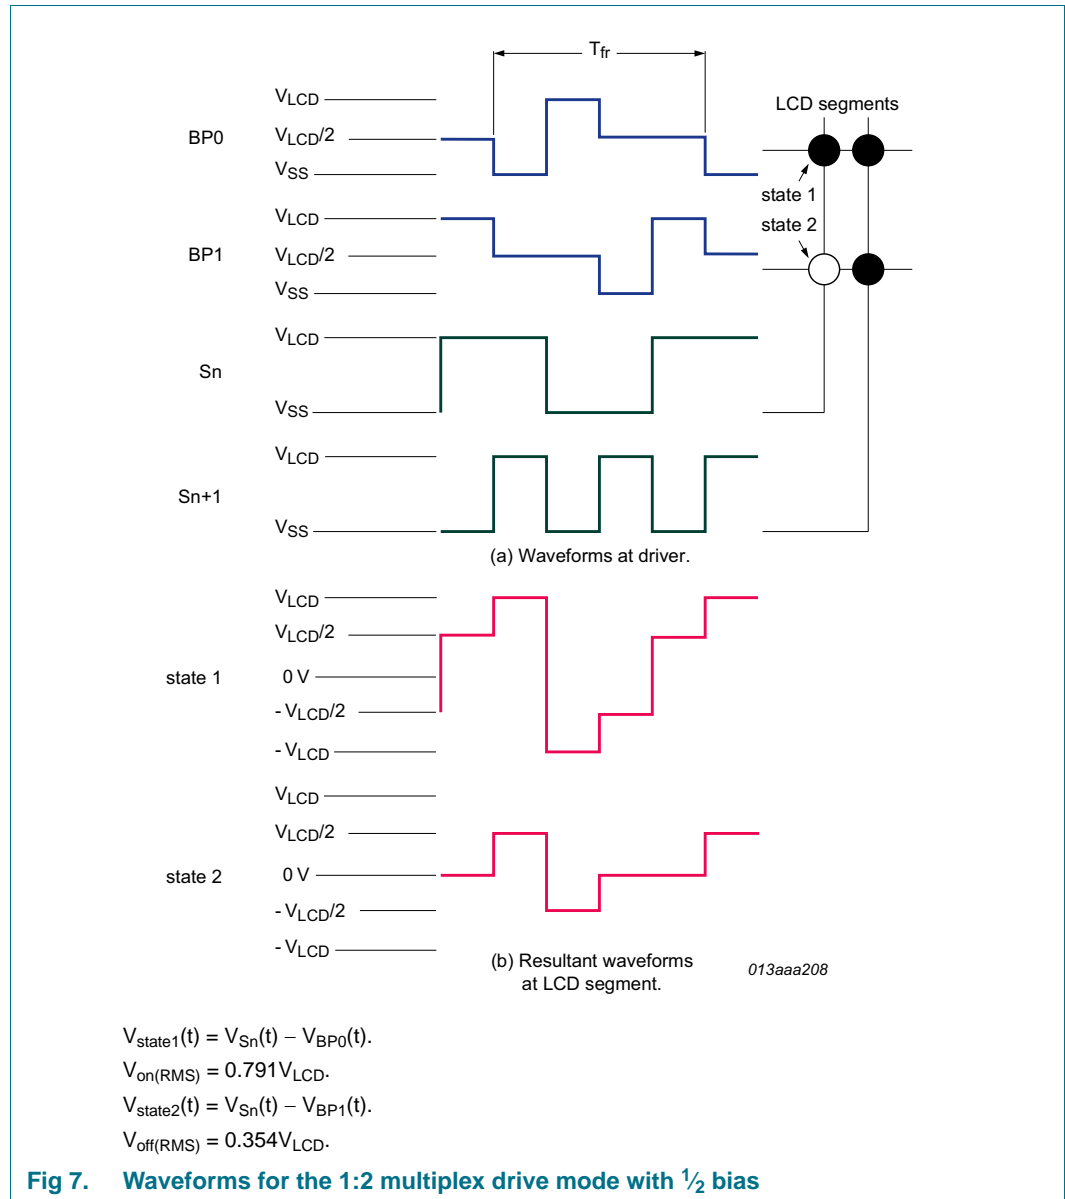 Tfr
VLCD
BP0
VLCD/2
VSS
LCD segments
state 1
state 2
VLCD
BP1
VLCD/2
VSS
VLCD
Sn
VSS
VLCD
Sn+1
VSS
(a) Waveforms at driver.
VLCD
VLCD/2
state 1
0 V
- VLCD/2
- VLCD
VLCD
VLCD/2
state 2
0 V
- VLCD/2
- VLCD
(b) Resultant waveforms
at LCD segment.
013aaa208
Vstate1(t) = VSn(t) − VBP0(t).
Von(RMS) = 0.791VLCD.
Vstate2(t) = VSn(t) − VBP1(t).
Voff(RMS) = 0.354VLCD.
Fig 7. Waveforms for the 1:2 multiplex drive mode with 1⁄2 bias